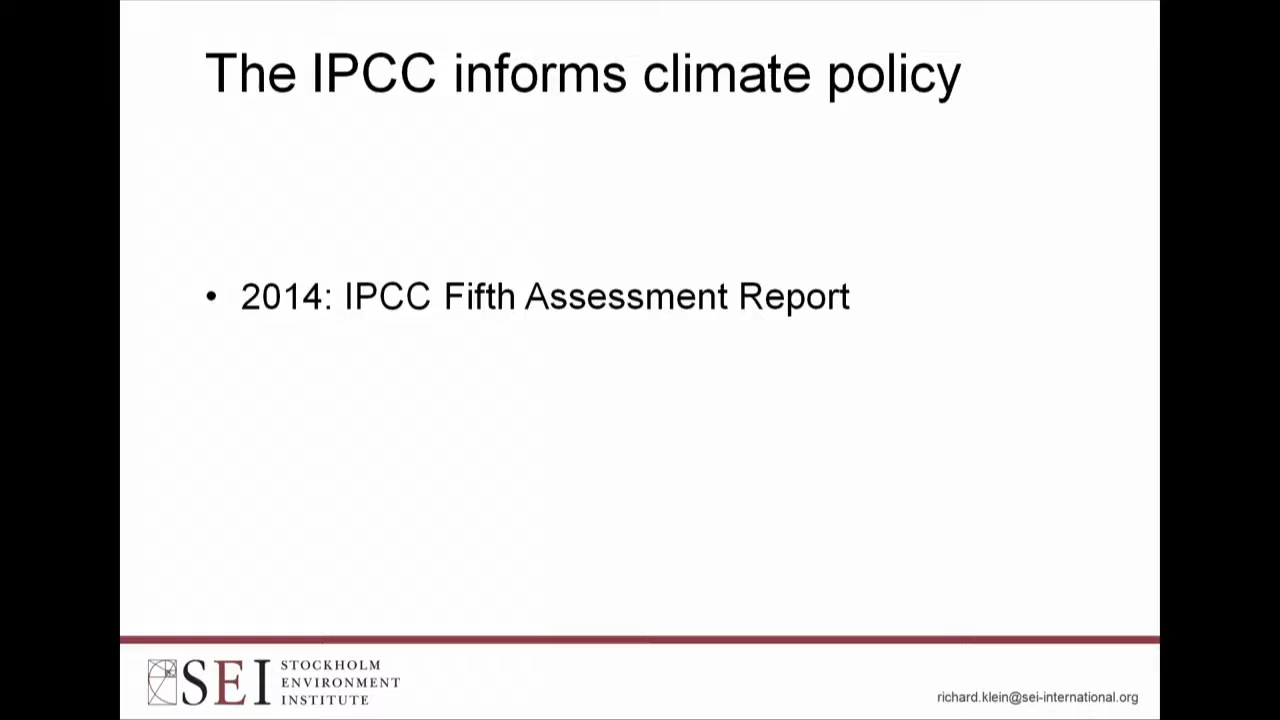 The IPCC informs climate policy
• 2014: IPCC Fifth Assessment Report
SEI
STOCKHOLM
ENVIRONMENT
INSTITUTE
richard.klein@sei-international.org